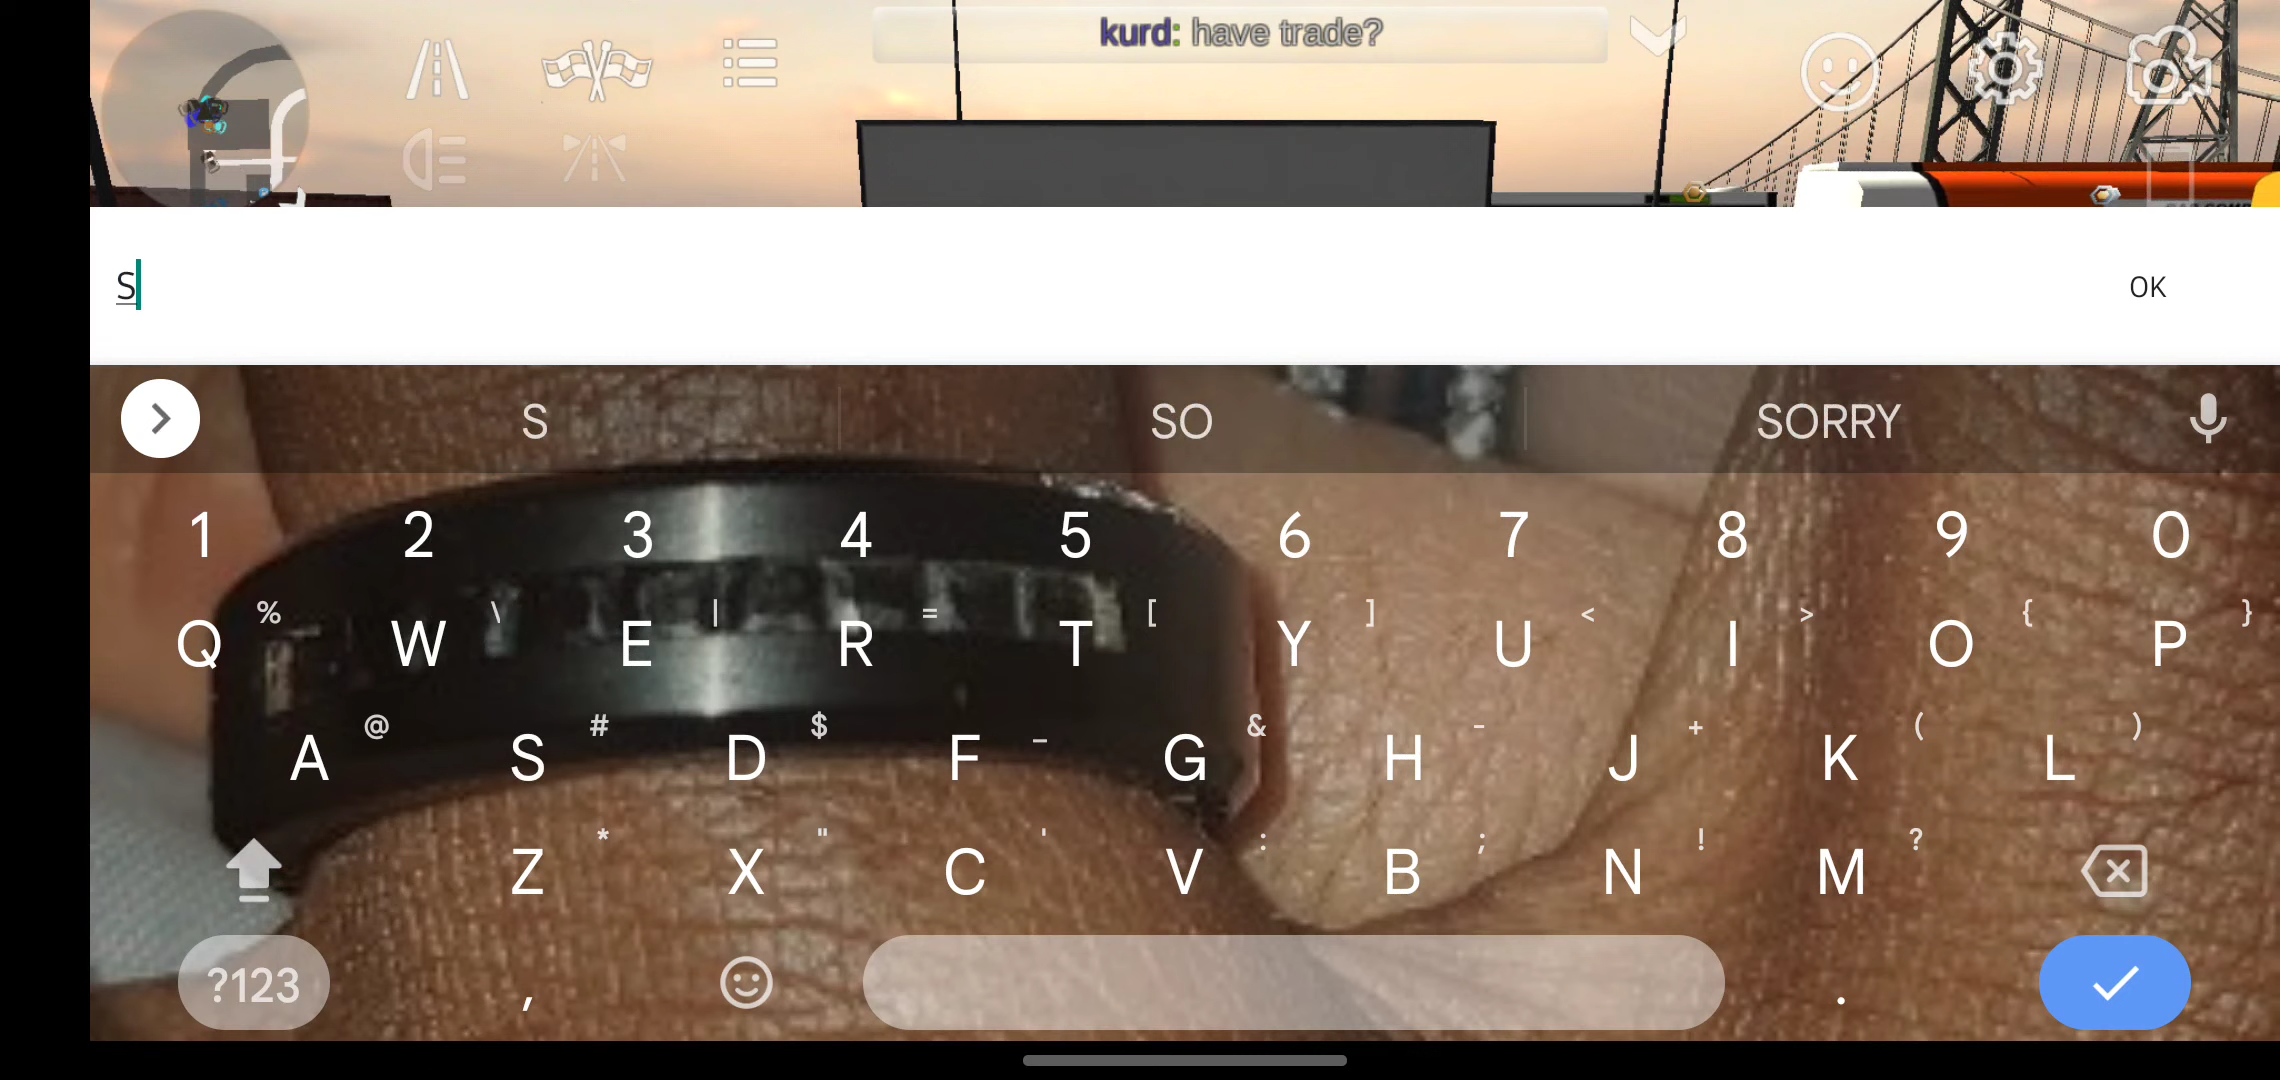 kurd: have trade?
S
OK
S SO SORRY
1 2 3 4 5 6 7 8 9 0
% \ | = [ ] < > { }
Q W E R T Y U I O P
@ # $ _ & - + ( )
A S D F G H J K L
* " ' : ; ! ?
Z X C V B N M
?123 , .